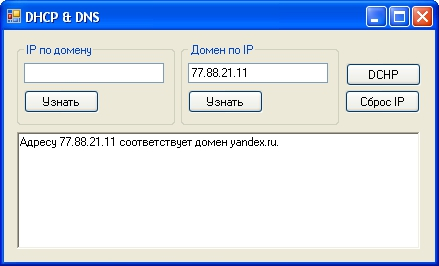 DHCP & DNS
IP по домену
Домен по IP
77.88.21.11
DCHP
Узнать
Узнать
Сброс IP
Адресу 77.88.21.11 соответствует домен yandex.ru.